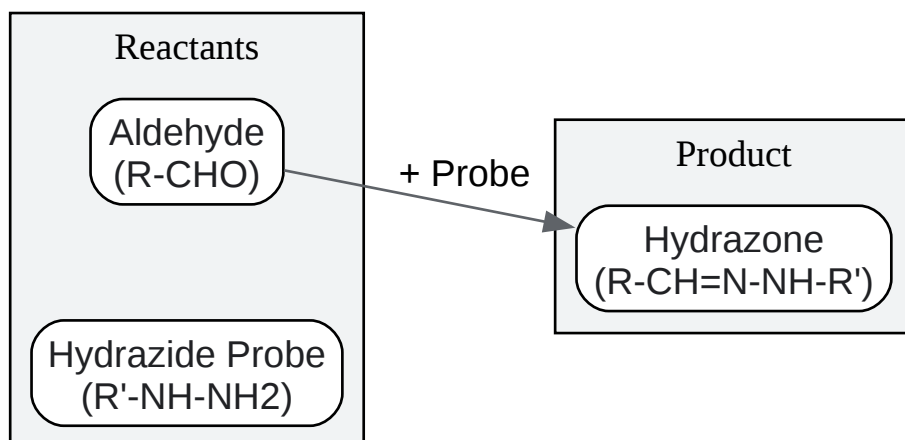 Reactants
Aldehyde
(R-CHO)
+ Probe
Product
Hydrazone
(R-CH=N-NH-R')
Hydrazide Probe
(R'-NH-NH2)